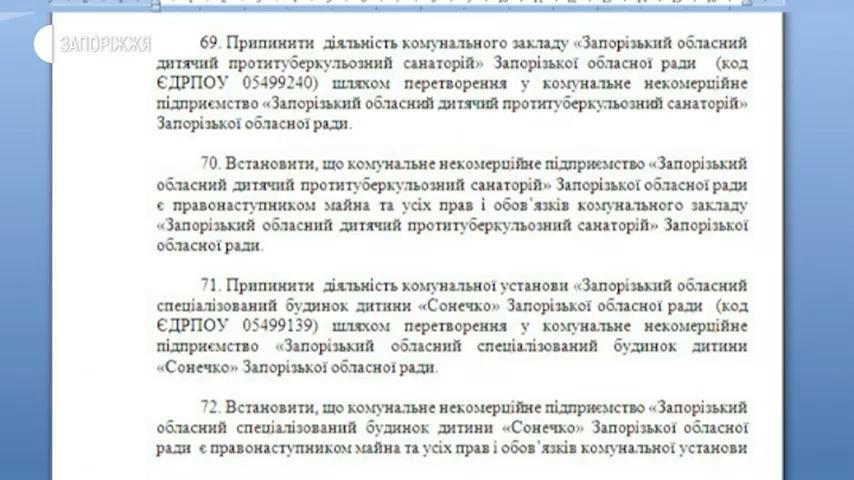 ЗАПОРІЖЖЯ
69. Припинити діяльність комунального закладу «Запорізький обласний
дитячий протитуберкульозний санаторій» Запорізької обласної ради (код
ЄДРПОУ 05499240) шляхом перетворення у комунальне некомерційне
підприємство «Запорізький обласний дитячий протитуберкульозний санаторій»
Запорізької обласної ради.
70. Встановити, що комунальне некомерційне підприємство «Запорізький
обласний дитячий протитуберкульозний санаторій» Запорізької обласної ради
є правонаступником майна та усіх прав і обов’язків комунального закладу
«Запорізький обласний дитячий протитуберкульозний санаторій» Запорізької
обласної ради.
71. Припинити діяльність комунальної установи «Запорізький обласний
спеціалізований будинок дитини «Сонечко» Запорізької обласної ради (код
ЄДРПОУ 05499139) шляхом перетворення у комунальне некомерційне
підприємство «Запорізький обласний спеціалізований будинок дитини
«Сонечко» Запорізької обласної ради.
72. Встановити, що комунальне некомерційне підприємство «Запорізький
обласний спеціалізований будинок дитини «Сонечко» Запорізької обласної
ради є правонаступником майна та усіх прав і обов’язків комунальної установи